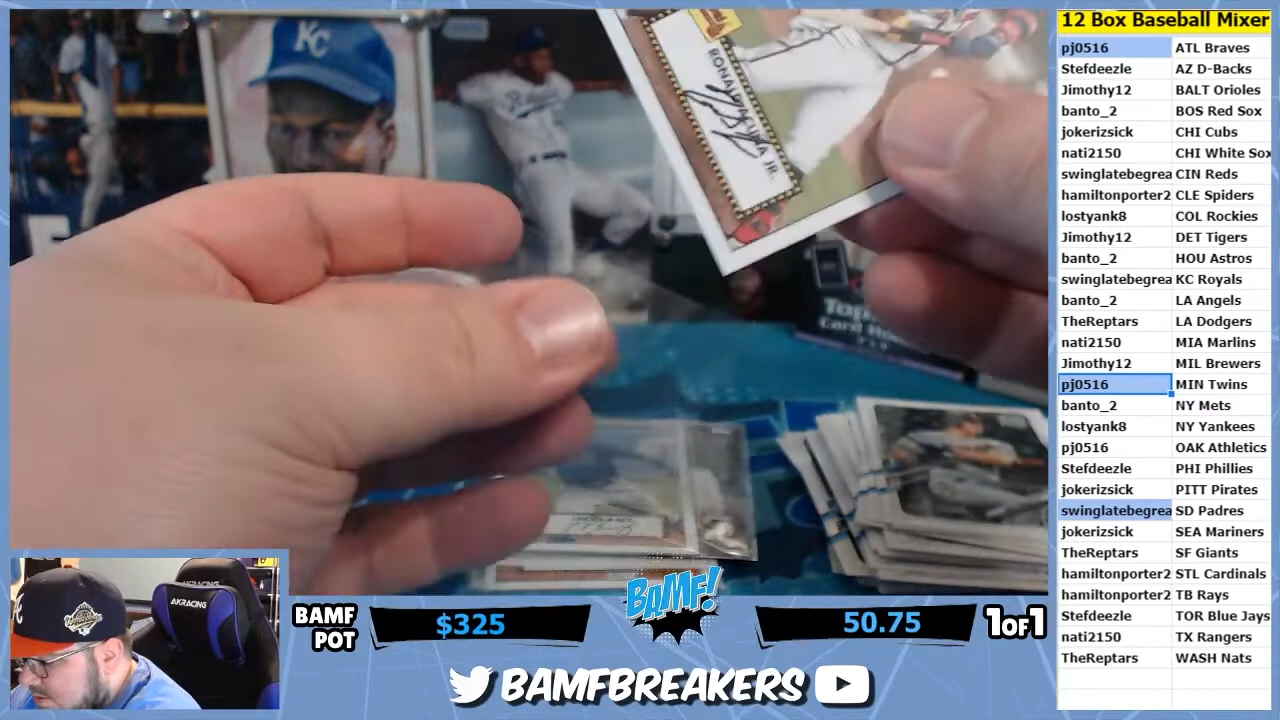 12 Box Baseball Mixer
pj0516 ATL Braves
Stefdeezle AZ D-Backs
Jimothy12 BALT Orioles
banto_2 BOS Red Sox
jokerizsick CHI Cubs
nati2150 CHI White Sox
swinglatebegrea CIN Reds
hamiltonporter2 CLE Spiders
lostyank8 COL Rockies
Jimothy12 DET Tigers
banto_2 HOU Astros
swinglatebegrea KC Royals
banto_2 LA Angels
TheReptars LA Dodgers
nati2150 MIA Marlins
Jimothy12 MIL Brewers
pj0516 MIN Twins
banto_2 NY Mets
lostyank8 NY Yankees
pj0516 OAK Athletics
Stefdeezle PHI Phillies
jokerizsick PITT Pirates
swinglatebegrea SD Padres
jokerizsick SEA Mariners
TheReptars SF Giants
hamiltonporter2 STL Cardinals
hamiltonporter2 TB Rays
Stefdeezle TOR Blue Jays
nati2150 TX Rangers
TheReptars WASH Nats
KC
AKRACING
BAMF POT $325
BAMF!
50.75 1OF1
BAMFBREAKERS